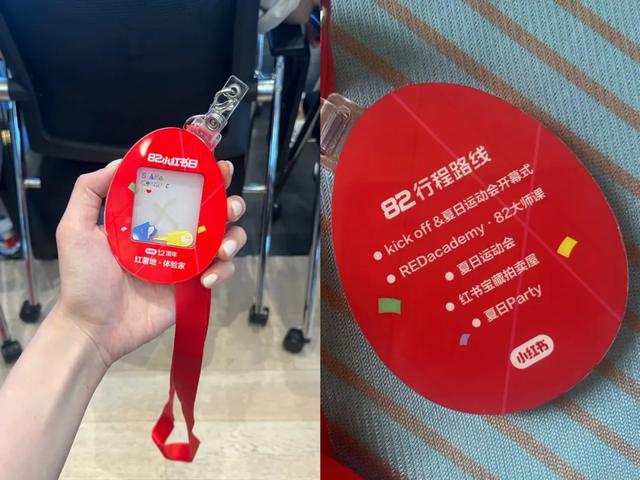 82小红书日
SHARE
CONNECT
12周年
红薯地·体验家
82行程路线
kick off &夏日运动会开幕式
REDacademy·82大师课
夏日运动会
红书宝藏拍卖屋
夏日Party
小红书